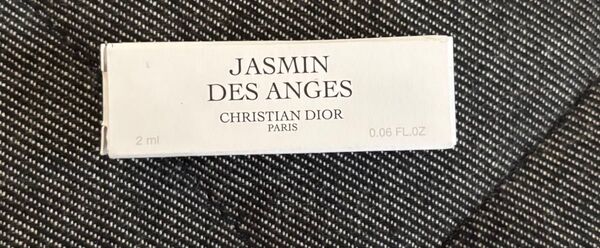 JASMIN
DES ANGES
CHRISTIAN DIOR
PARIS
2 ml
0.06 FL.OZ